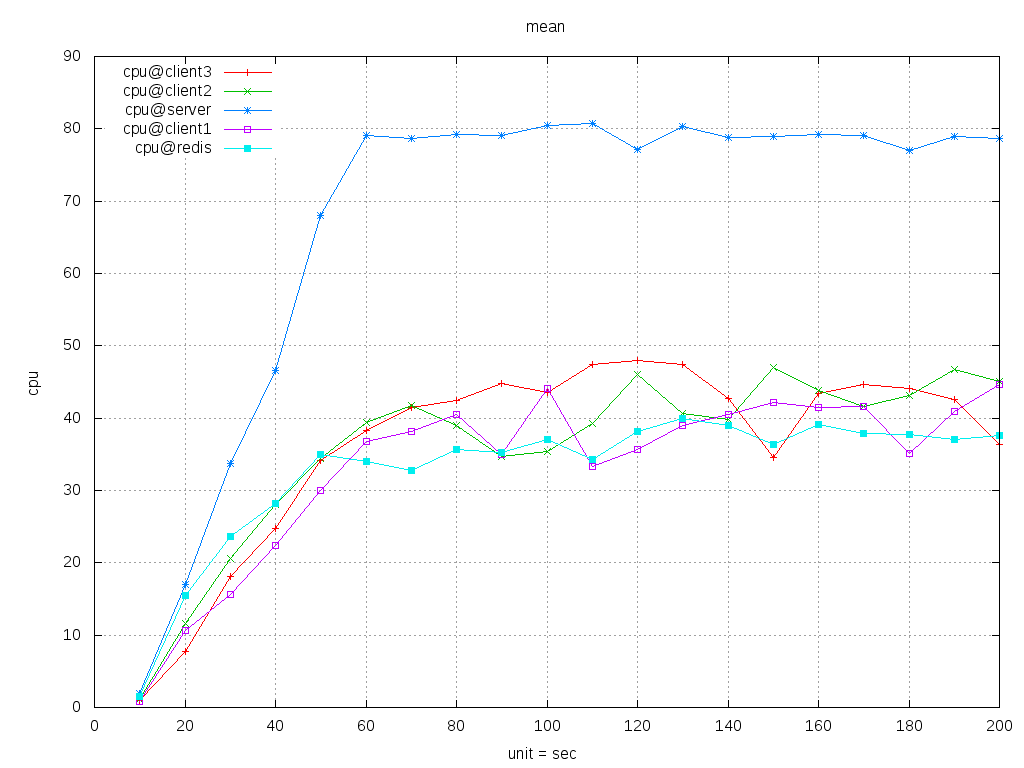 mean
90
80
70
60
50
40
30
20
10
0
cpu
cpu@client3
cpu@client2
cpu@server
cpu@client1
cpu@redis
0 20 40 60 80 100 120 140 160 180 200
unit = sec